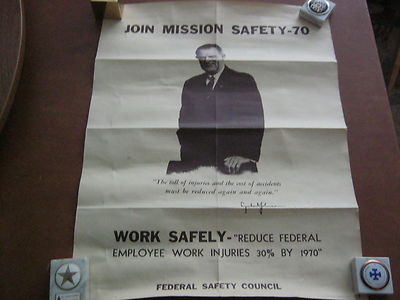 JOIN MISSION SAFETY-70
"The toll of injuries and the cost of accidents
must be reduced again and again."
WORK SAFELY-"REDUCE FEDERAL
EMPLOYEE WORK INJURIES 30% BY 1970"
FEDERAL SAFETY COUNCIL